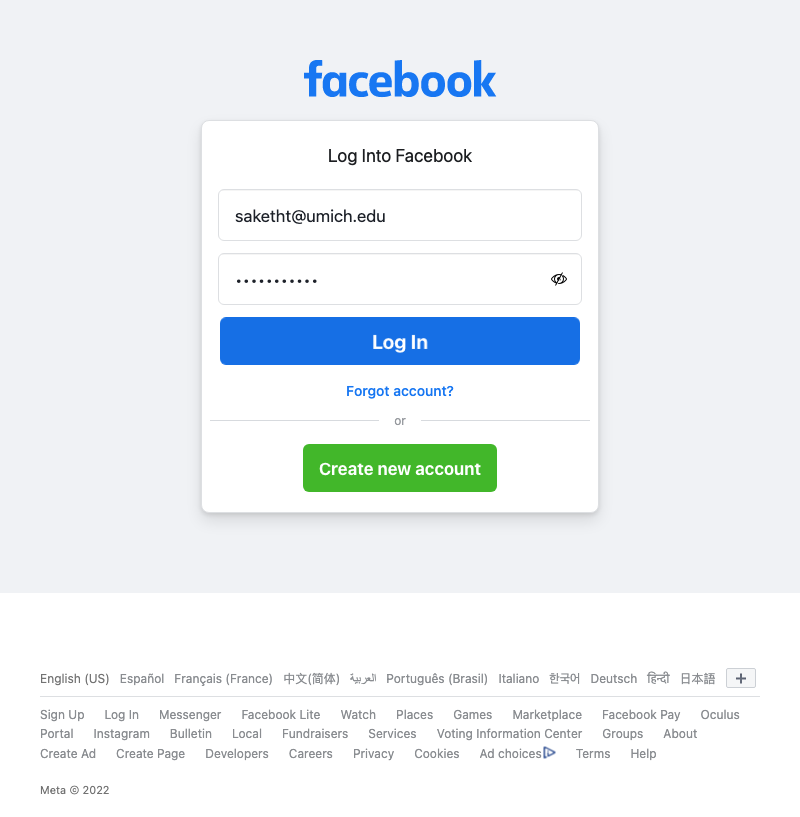 facebook
Log Into Facebook
saketht@umich.edu
•••••••••••
Log In
Forgot account?
or
Create new account
English (US) Español Français (France) 中文(简体) العربية Português (Brasil) Italiano 한국어 Deutsch हिन्दी 日本語 +
Sign Up Log In Messenger Facebook Lite Watch Places Games Marketplace Facebook Pay Oculus
Portal Instagram Bulletin Local Fundraisers Services Voting Information Center Groups About
Create Ad Create Page Developers Careers Privacy Cookies Ad choices Terms Help
Meta © 2022